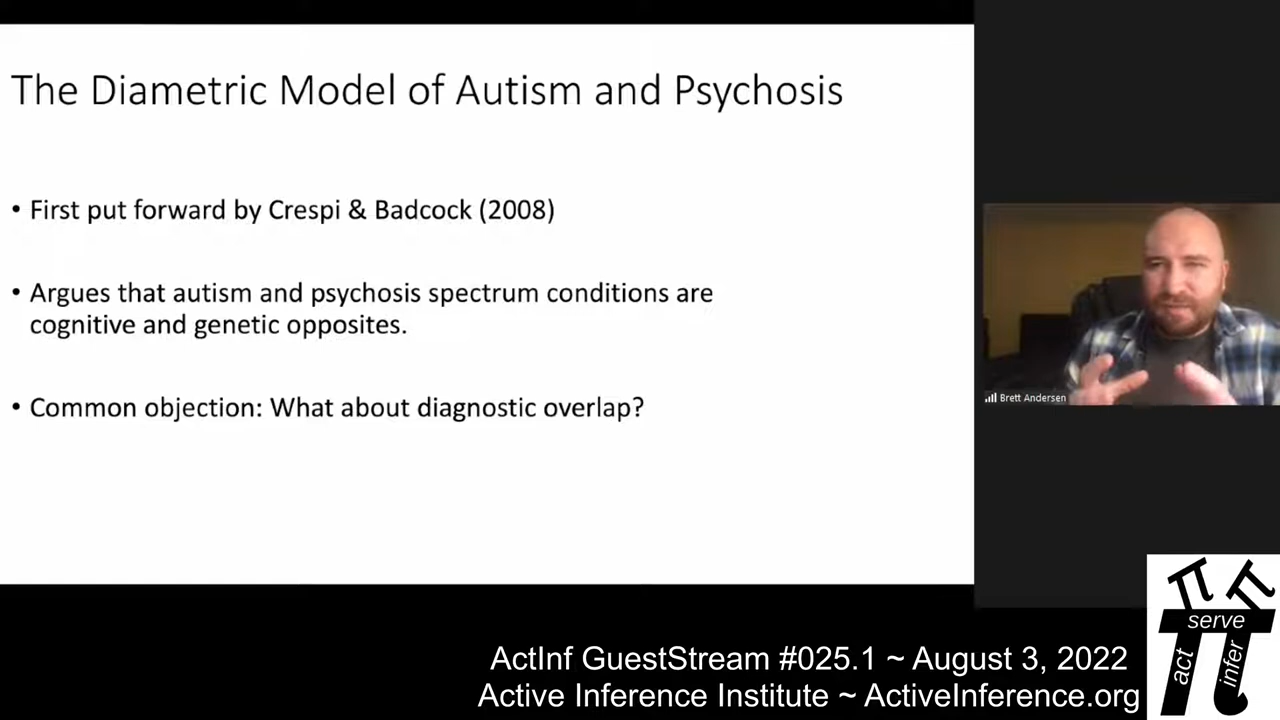 The Diametric Model of Autism and Psychosis
• First put forward by Crespi & Badcock (2008)
• Argues that autism and psychosis spectrum conditions are
cognitive and genetic opposites.
• Common objection: What about diagnostic overlap?
Brett Andersen
ActInf GuestStream #025.1 ~ August 3, 2022
Active Inference Institute ~ ActiveInference.org
π π
serve
act
infer